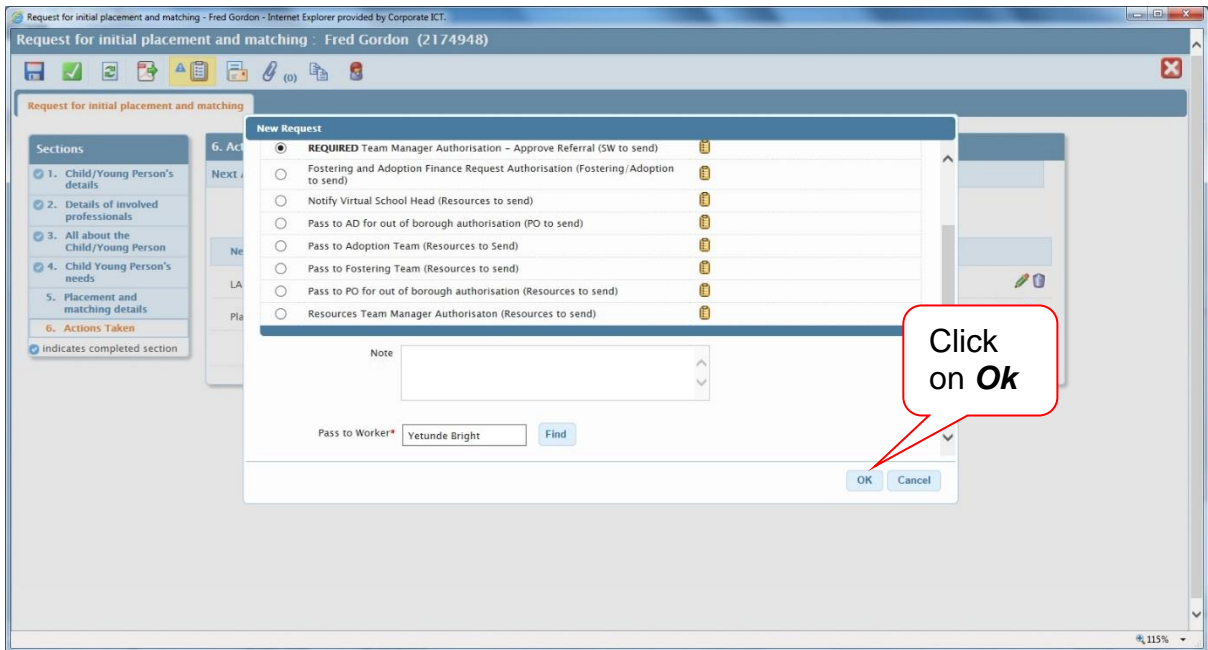 Request for initial placement and matching - Fred Gordon - Internet Explorer provided by Corporate ICT.
Request for initial placement and matching : Fred Gordon (2174948)
(0)
Request for initial placement and matching
Sections
1. Child/Young Person's
details
2. Details of involved
professionals
3. All about the
Child/Young Person
4. Child Young Person's
needs
5. Placement and
matching details
6. Actions Taken
indicates completed section
6. Act
Next
Ne
LA
Pla
New Request
REQUIRED Team Manager Authorisation – Approve Referral (SW to send)
Fostering and Adoption Finance Request Authorisation (Fostering/Adoption
to send)
Notify Virtual School Head (Resources to send)
Pass to AD for out of borough authorisation (PO to send)
Pass to Adoption Team (Resources to Send)
Pass to Fostering Team (Resources to send)
Pass to PO for out of borough authorisation (Resources to send)
Resources Team Manager Authorisaton (Resources to send)
Note
Pass to Worker* Yetunde Bright Find
OK Cancel
Click
on Ok
115%